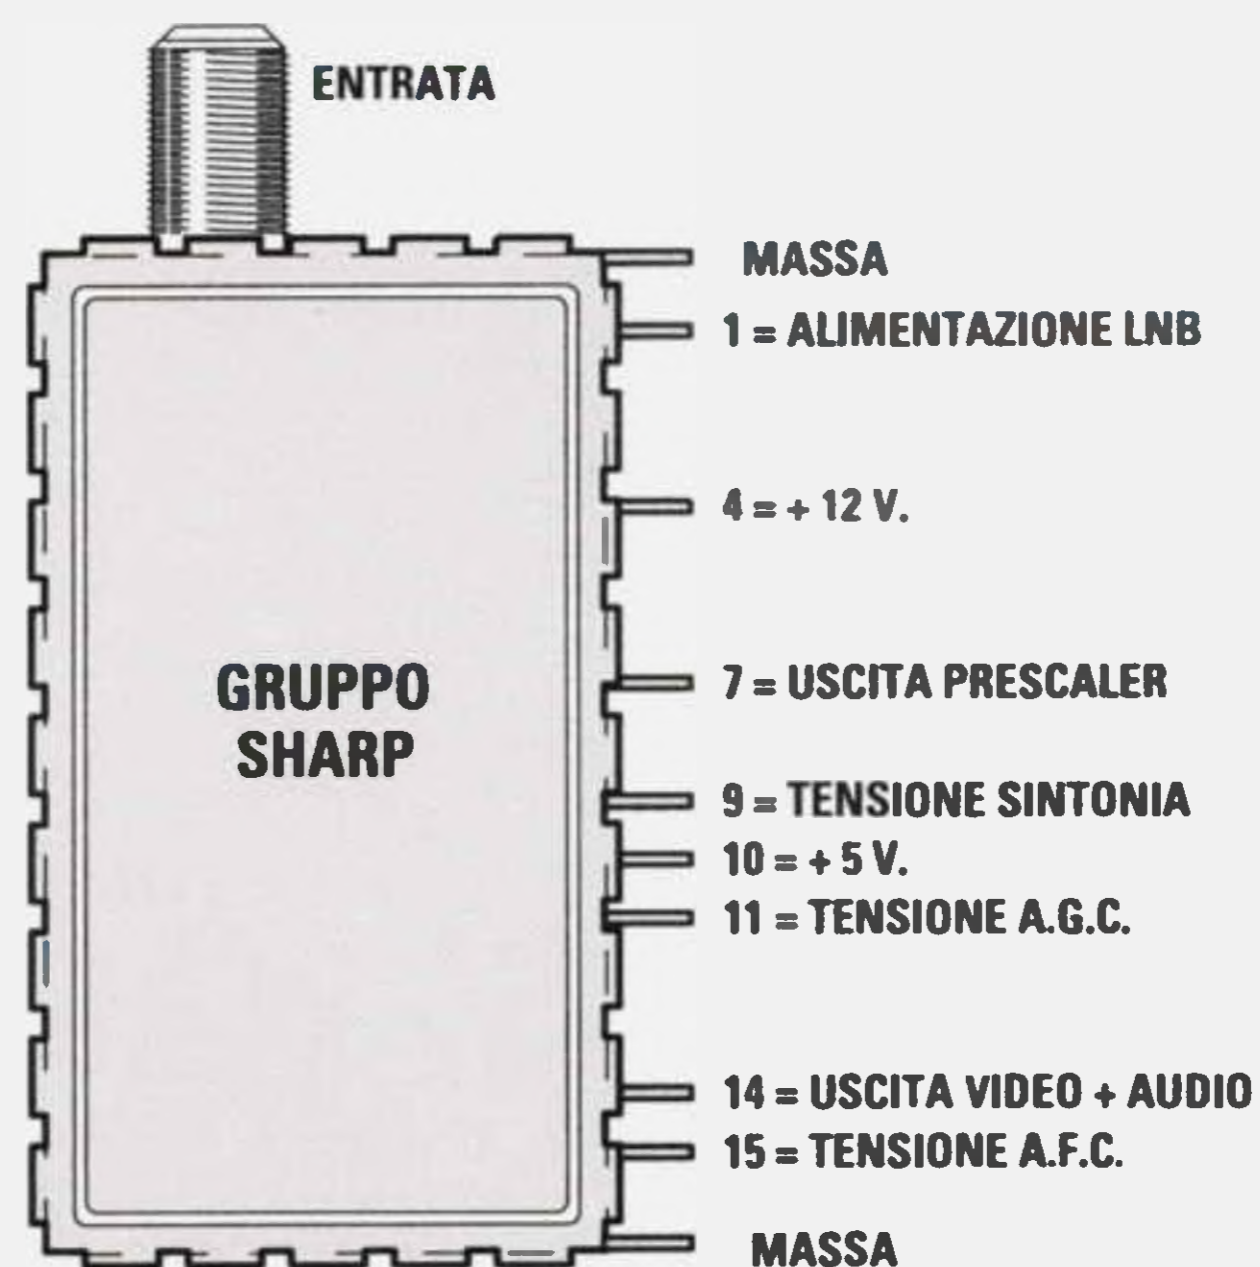 ENTRATA
MASSA
1 = ALIMENTAZIONE LNB
4 = + 12 V.
7 = USCITA PRESCALER
GRUPPO
SHARP
9 = TENSIONE SINTONIA
10 = + 5 V.
11 = TENSIONE A.G.C.
14 = USCITA VIDEO + AUDIO
15 = TENSIONE A.F.C.
MASSA